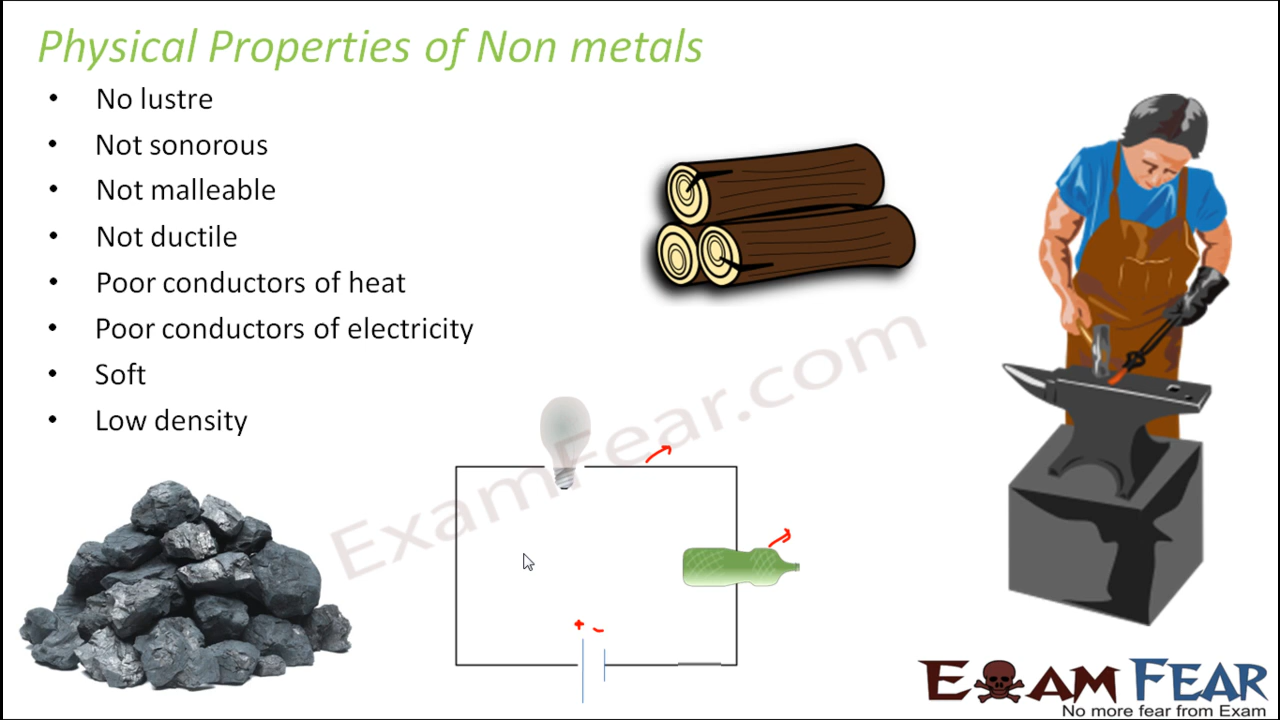 Physical Properties of Non metals
• No lustre
• Not sonorous
• Not malleable
• Not ductile
• Poor conductors of heat
• Poor conductors of electricity
• Soft
• Low density
ExamFear.com
+ -
EXAM FEAR
No more fear from Exam